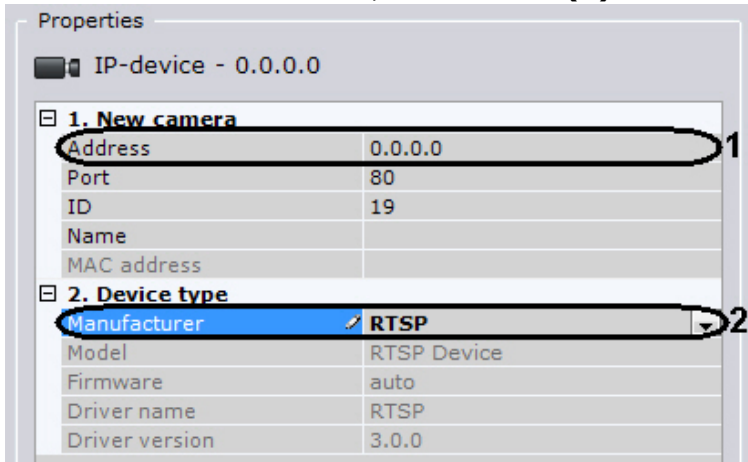 Properties
IP-device - 0.0.0.0
1. New camera
Address 0.0.0.0 1
Port 80
ID 19
Name
MAC address
2. Device type
Manufacturer RTSP 2
Model RTSP Device
Firmware auto
Driver name RTSP
Driver version 3.0.0